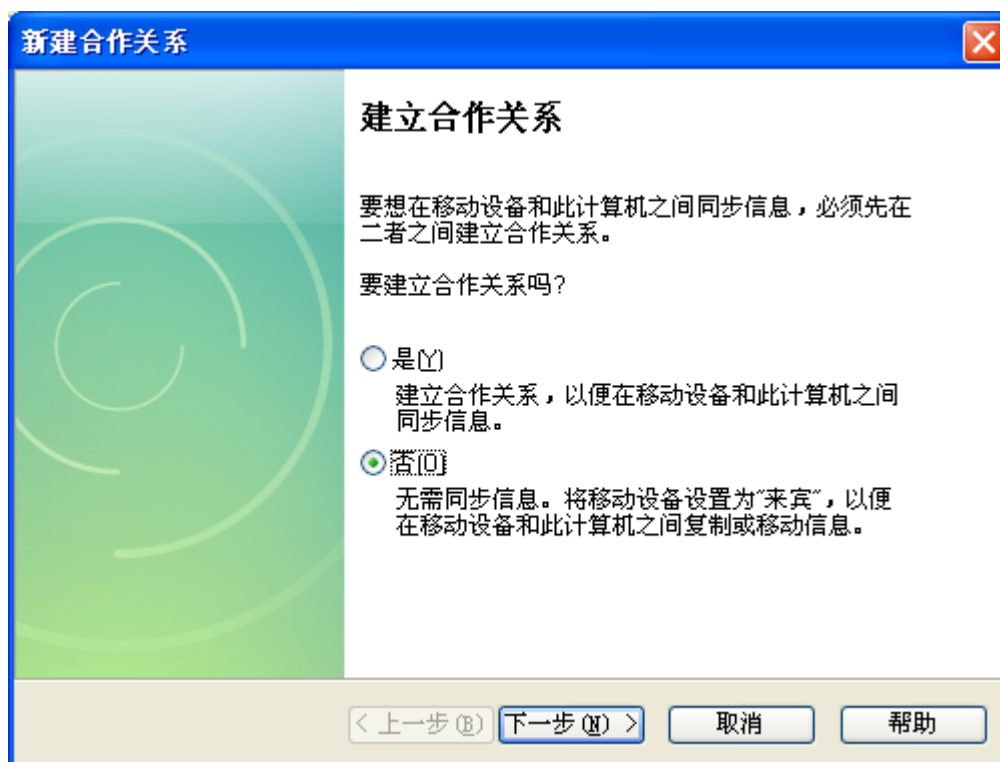 新建合作关系
建立合作关系
要想在移动设备和此计算机之间同步信息，必须先在
二者之间建立合作关系。
要建立合作关系吗？
是(Y)
建立合作关系，以便在移动设备和此计算机之间
同步信息。
否(O)
无需同步信息。将移动设备设置为“来宾”，以便
在移动设备和此计算机之间复制或移动信息。
< 上一步(B)
下一步(N) >
取消
帮助